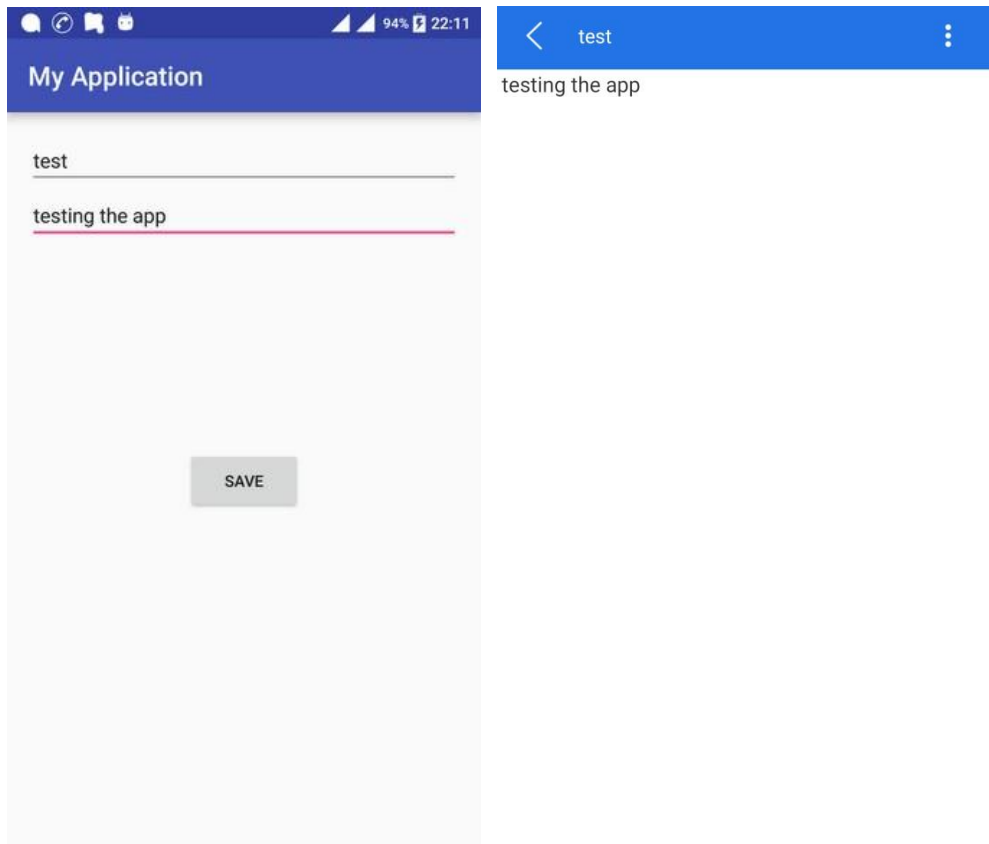 94% 22:11
My Application
test
testing the app
SAVE
test
testing the app